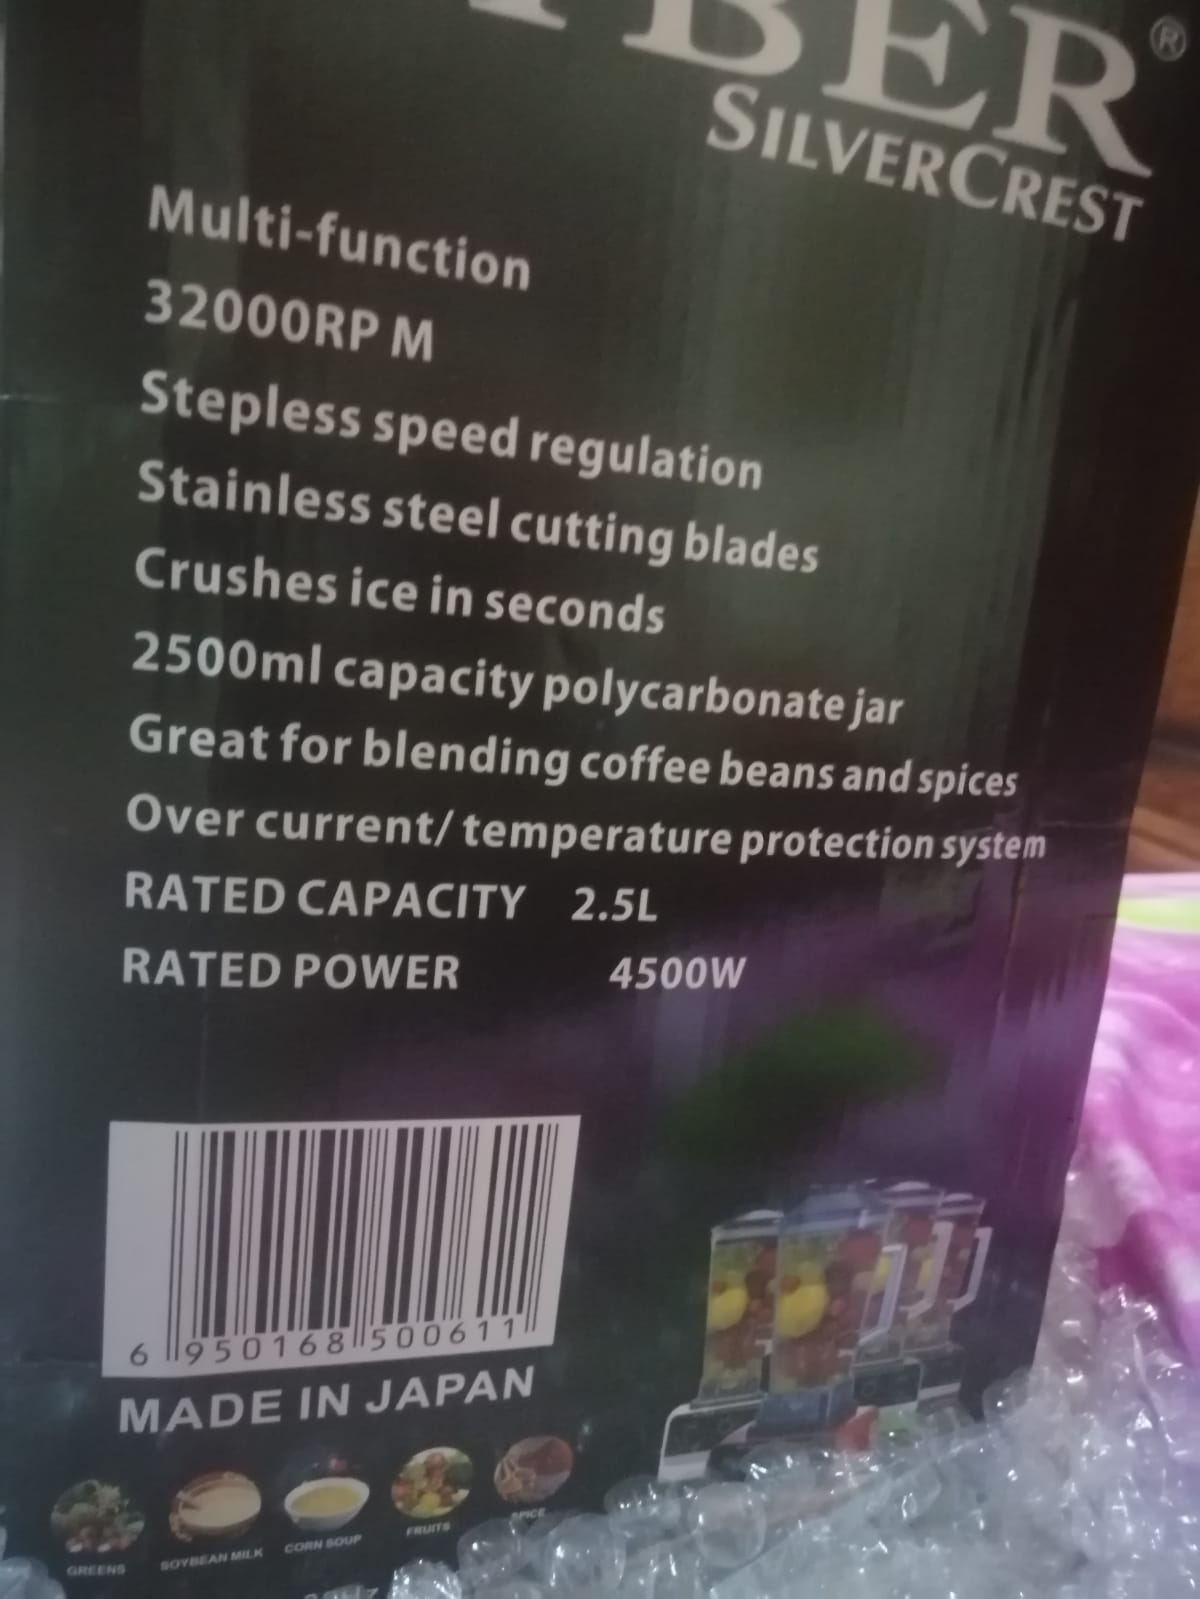 BER®
SILVERCREST
Multi-function
32000RP M
Stepless speed regulation
Stainless steel cutting blades
Crushes ice in seconds
2500ml capacity polycarbonate jar
Great for blending coffee beans and spices
Over current/ temperature protection system
RATED CAPACITY 2.5L
RATED POWER 4500W
6 950168 500611
MADE IN JAPAN
GREENS SOYBEAN MILK CORN SOUP FRUITS SPICE